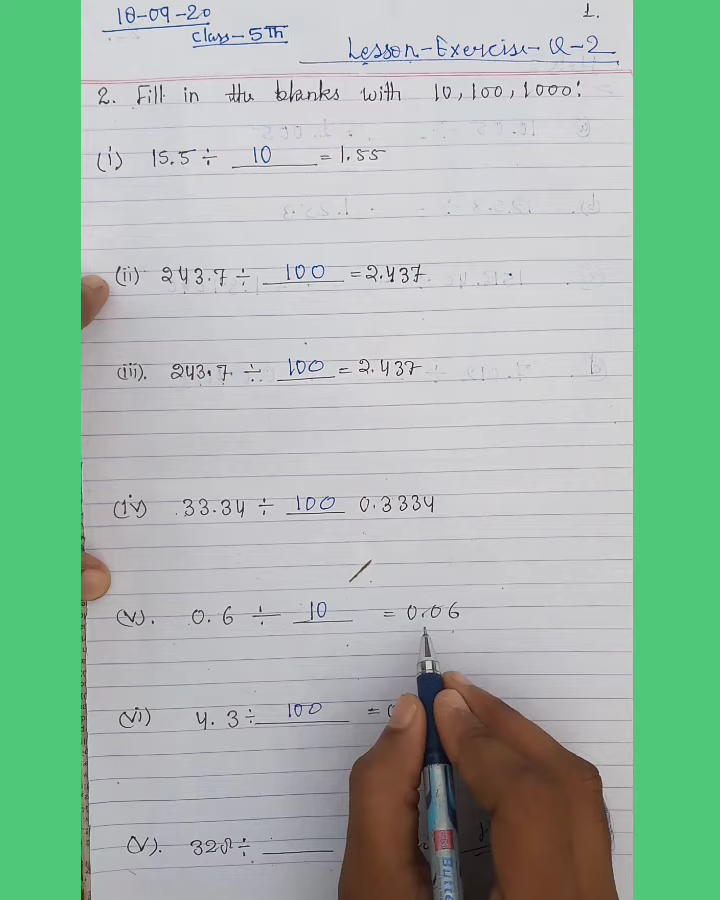 18-09-20
1.
Class-5Th
Lesson-Exercise-Q-2
2. Fill in the blanks with 10, 100, 1000:
(i) 15.5 ÷ 10 = 1.55
(ii) 243.7 ÷ 100 = 2.437
(iii). 243.7 ÷ 100 = 2.437
(iv) 33.34 ÷ 100 0.3334
(v). 0.6 ÷ 10 = 0.06
(vi) 4.3 ÷ 100 =
(v). ÷